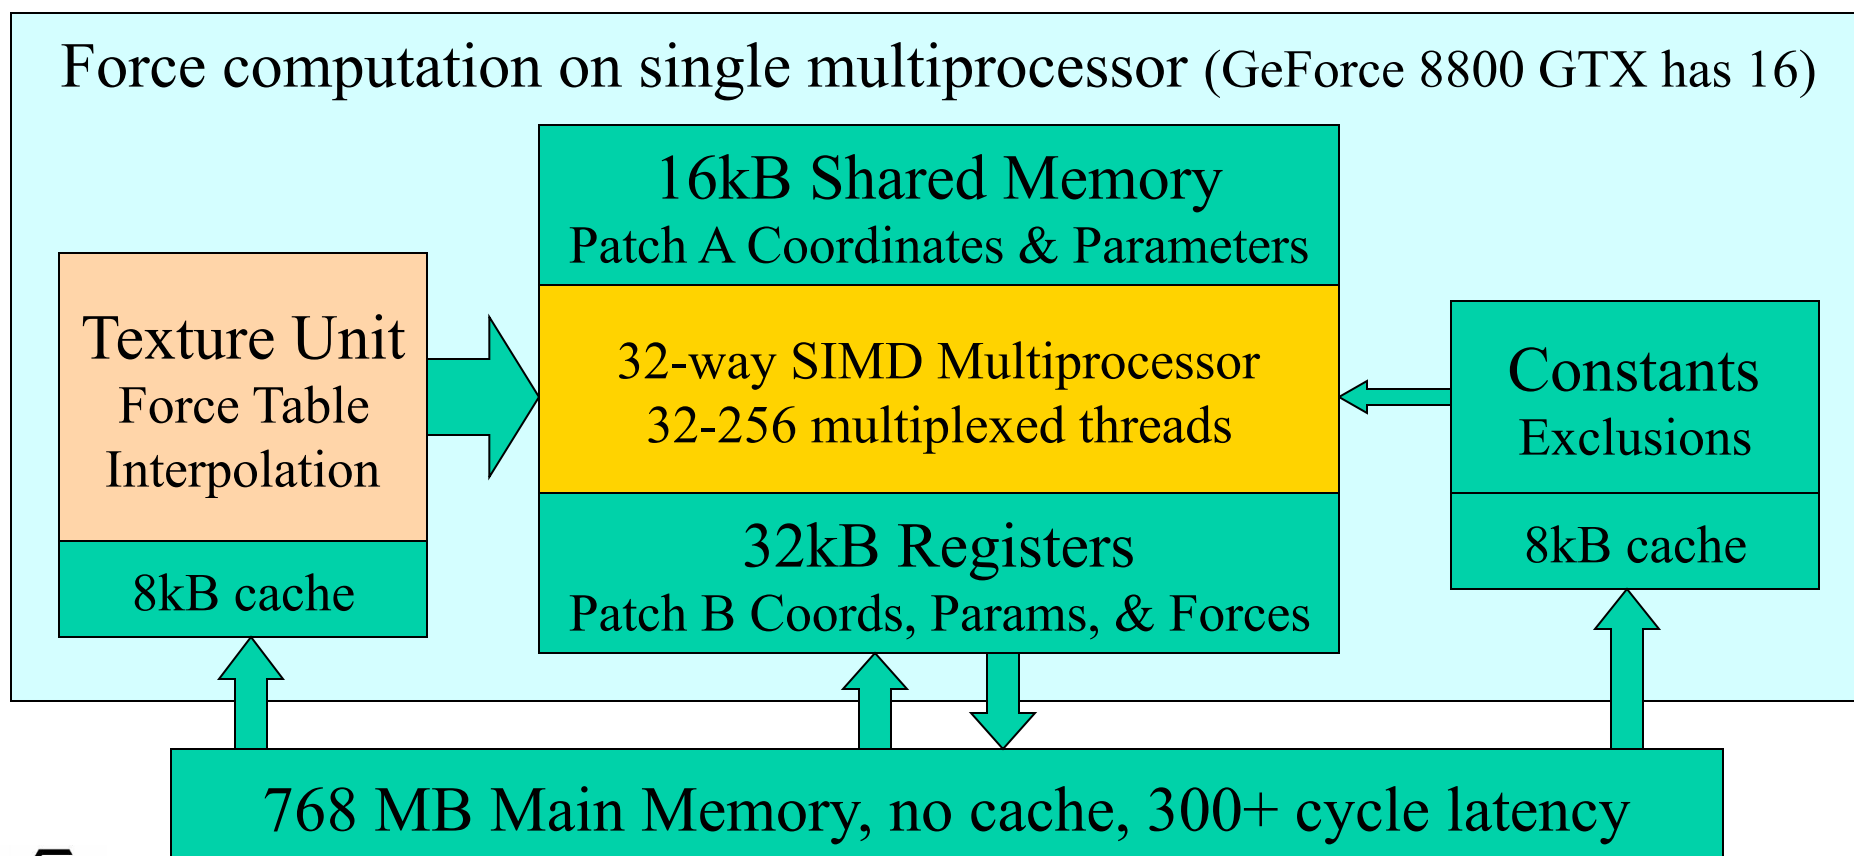 Force computation on single multiprocessor (GeForce 8800 GTX has 16)
16kB Shared Memory
Patch A Coordinates & Parameters
Texture Unit
Force Table
Interpolation
8kB cache
32-way SIMD Multiprocessor
32-256 multiplexed threads
Constants
Exclusions
8kB cache
32kB Registers
Patch B Coords, Params, & Forces
768 MB Main Memory, no cache, 300+ cycle latency